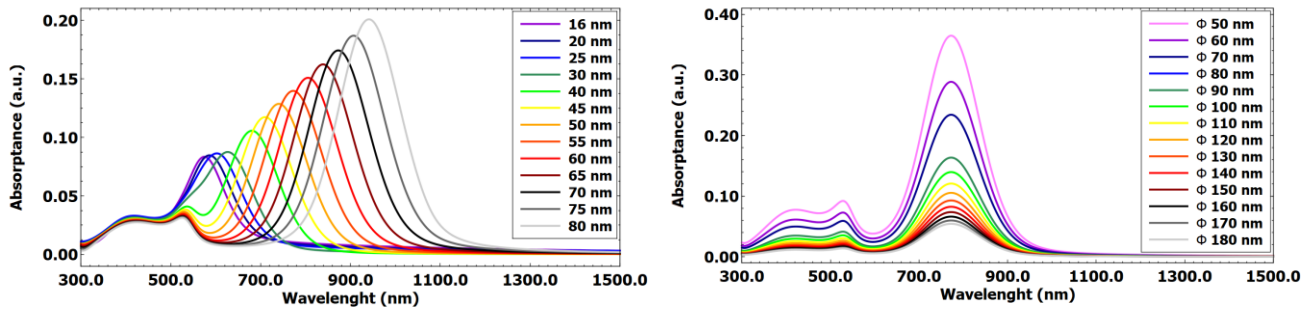 Absorptance (a.u.)
0.20
0.15
0.10
0.05
0.00
300.0 500.0 700.0 900.0 1100.0 1300.0 1500.0
Wavelenght (nm)
16 nm
20 nm
25 nm
30 nm
40 nm
45 nm
50 nm
55 nm
60 nm
65 nm
70 nm
75 nm
80 nm
Absorptance (a.u.)
0.40
0.30
0.20
0.10
0.00
300.0 500.0 700.0 900.0 1100.0 1300.0 1500.0
Wavelenght (nm)
Φ 50 nm
Φ 60 nm
Φ 70 nm
Φ 80 nm
Φ 90 nm
Φ 100 nm
Φ 110 nm
Φ 120 nm
Φ 130 nm
Φ 140 nm
Φ 150 nm
Φ 160 nm
Φ 170 nm
Φ 180 nm